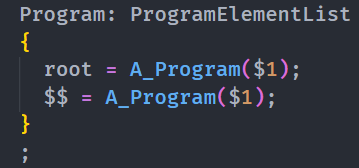 Program: ProgramElementList
{
  root = A_Program($1);
  $$ = A_Program($1);
}
;